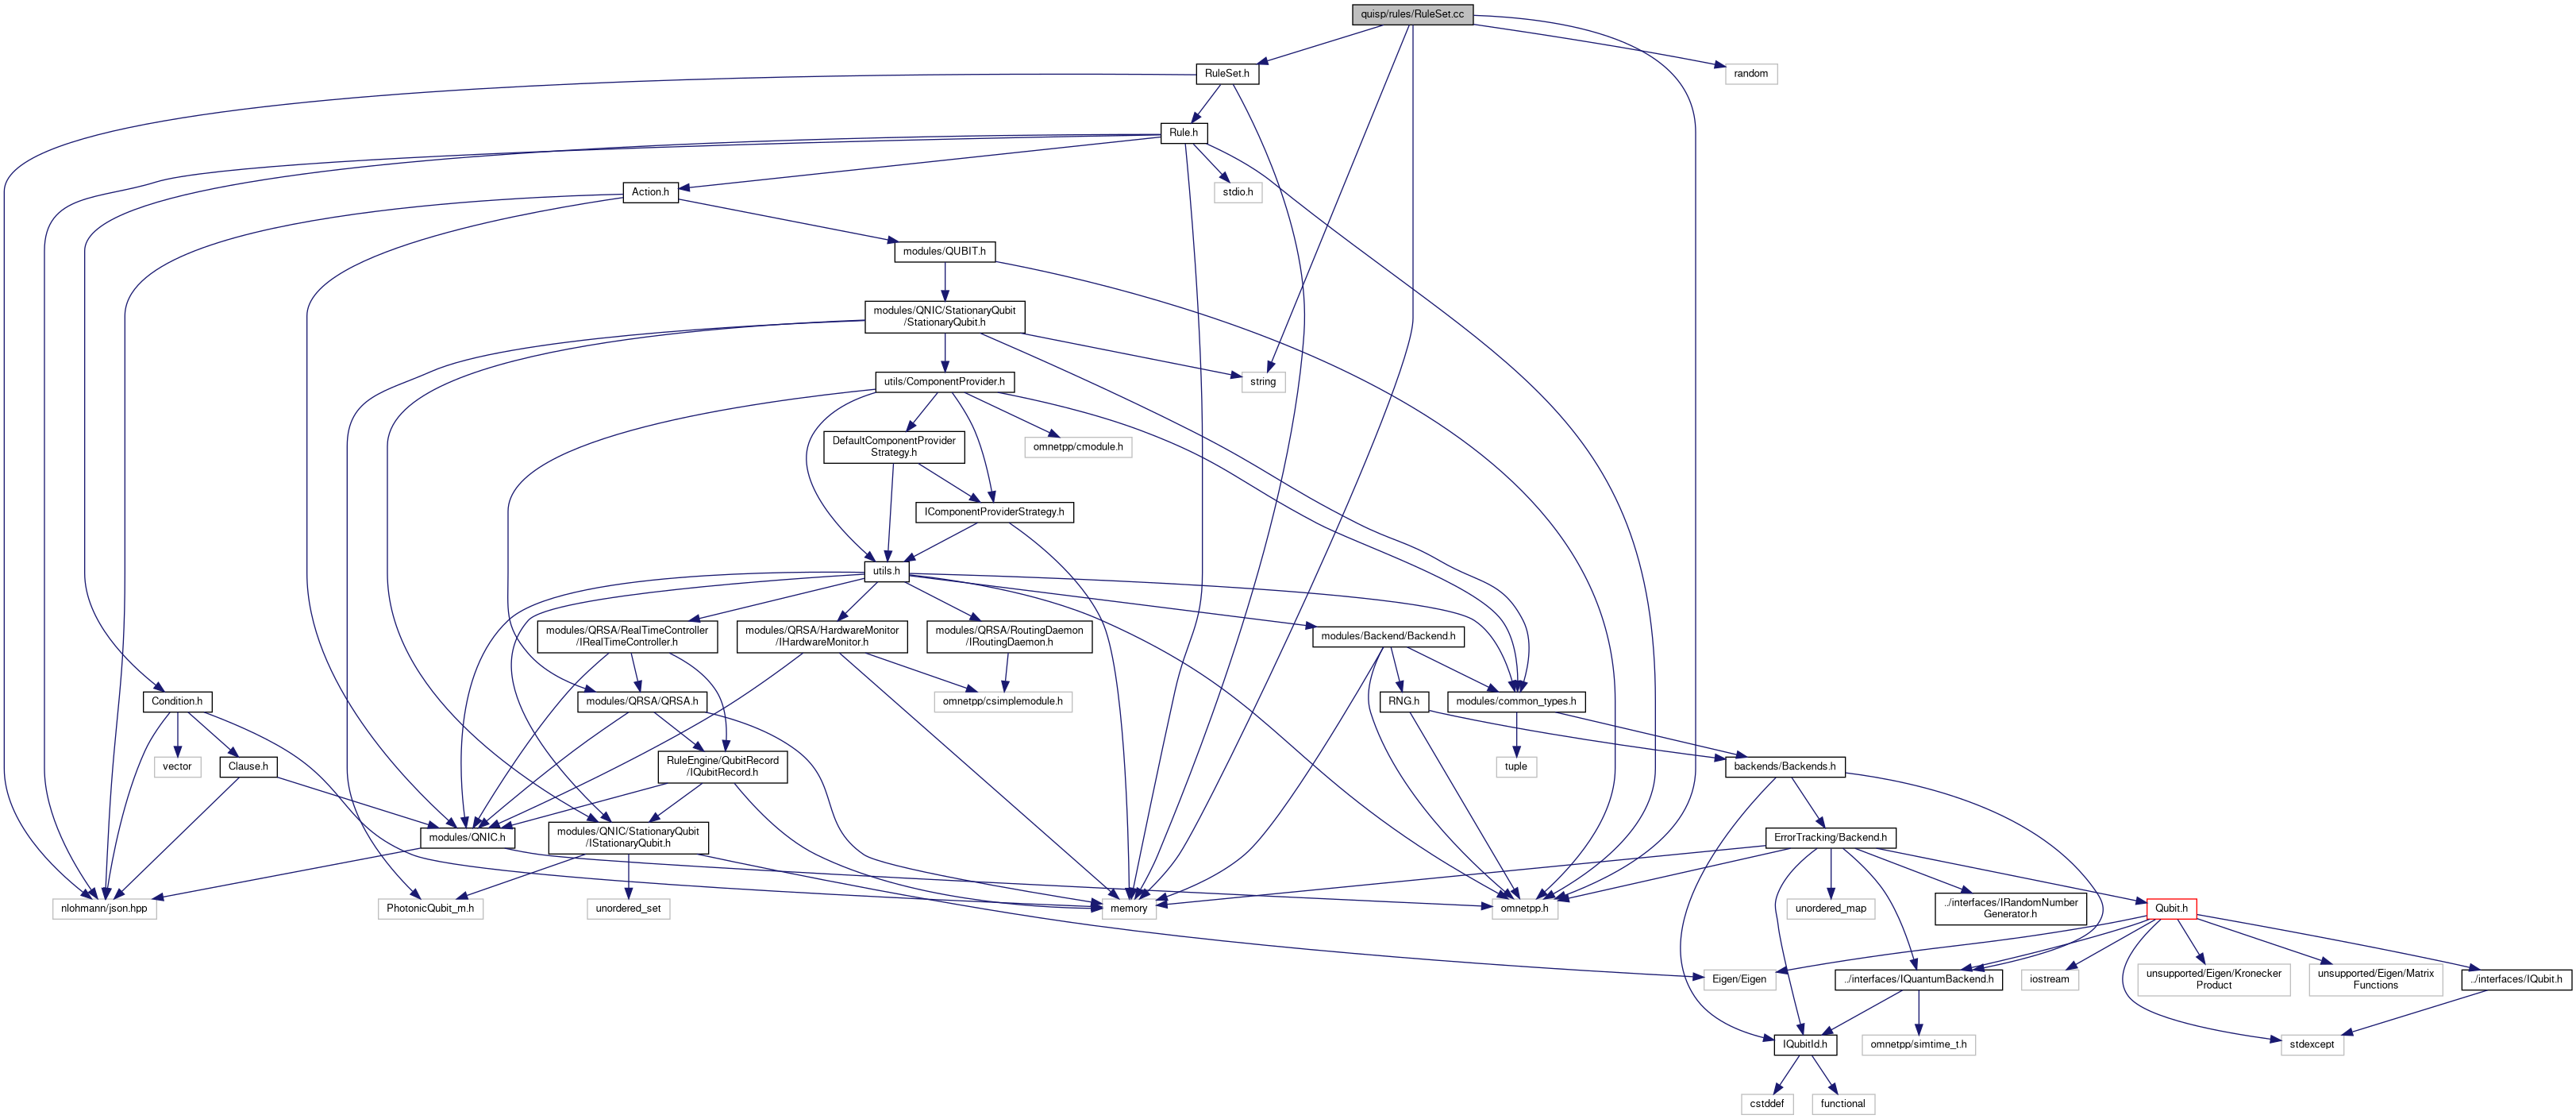 quisp/rules/RuleSet.cc
RuleSet.h
random
Rule.h
Action.h
stdio.h
modules/QUBIT.h
modules/QNIC/StationaryQubit
/StationaryQubit.h
utils/ComponentProvider.h
string
DefaultComponentProvider
Strategy.h
omnetpp/cmodule.h
IComponentProviderStrategy.h
utils.h
modules/QRSA/RealTimeController
/IRealTimeController.h
modules/QRSA/HardwareMonitor
/IHardwareMonitor.h
modules/QRSA/RoutingDaemon
/IRoutingDaemon.h
modules/Backend/Backend.h
Condition.h
modules/QRSA/QRSA.h
omnetpp/csimplemodule.h
RNG.h
modules/common_types.h
vector
Clause.h
RuleEngine/QubitRecord
/IQubitRecord.h
tuple
backends/Backends.h
modules/QNIC.h
modules/QNIC/StationaryQubit
/IStationaryQubit.h
ErrorTracking/Backend.h
nlohmann/json.hpp
PhotonicQubit_m.h
unordered_set
memory
omnetpp.h
unordered_map
../interfaces/IRandomNumber
Generator.h
Qubit.h
Eigen/Eigen
../interfaces/IQuantumBackend.h
iostream
unsupported/Eigen/Kronecker
Product
unsupported/Eigen/Matrix
Functions
../interfaces/IQubit.h
IQubitId.h
omnetpp/simtime_t.h
stdexcept
cstddef
functional